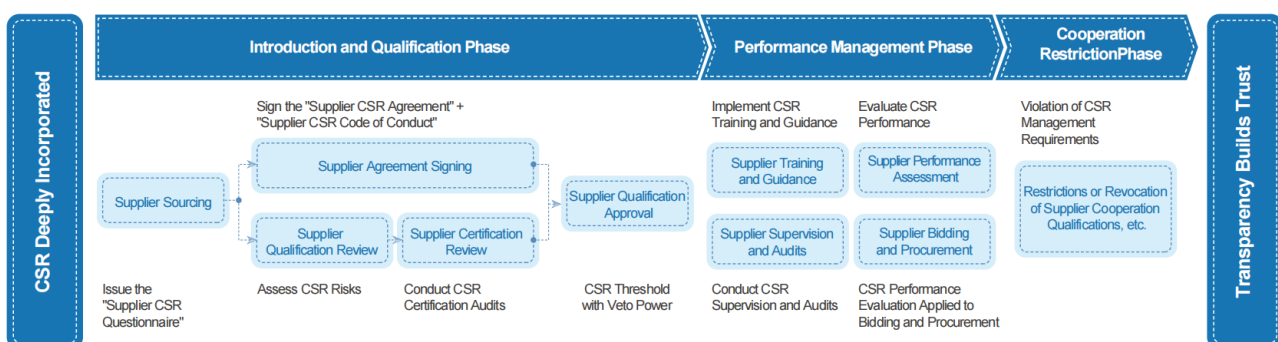 CSR Deeply Incorporated
Introduction and Qualification Phase
Performance Management Phase
Cooperation
RestrictionPhase
Sign the "Supplier CSR Agreement" +
"Supplier CSR Code of Conduct"
Supplier Agreement Signing
Supplier Sourcing
Supplier
Qualification Review
Supplier Certification
Review
Supplier Qualification
Approval
Issue the
"Supplier CSR
Questionnaire"
Assess CSR Risks
Conduct CSR
Certification Audits
CSR Threshold
with Veto Power
Implement CSR
Training and Guidance
Evaluate CSR
Performance
Supplier Training
and Guidance
Supplier Performance
Assessment
Supplier Supervision
and Audits
Supplier Bidding
and Procurement
Conduct CSR
Supervision and Audits
CSR Performance
Evaluation Applied to
Bidding and Procurement
Violation of CSR
Management
Requirements
Restrictions or Revocation
of Supplier Cooperation
Qualifications, etc.
Transparency Builds Trust